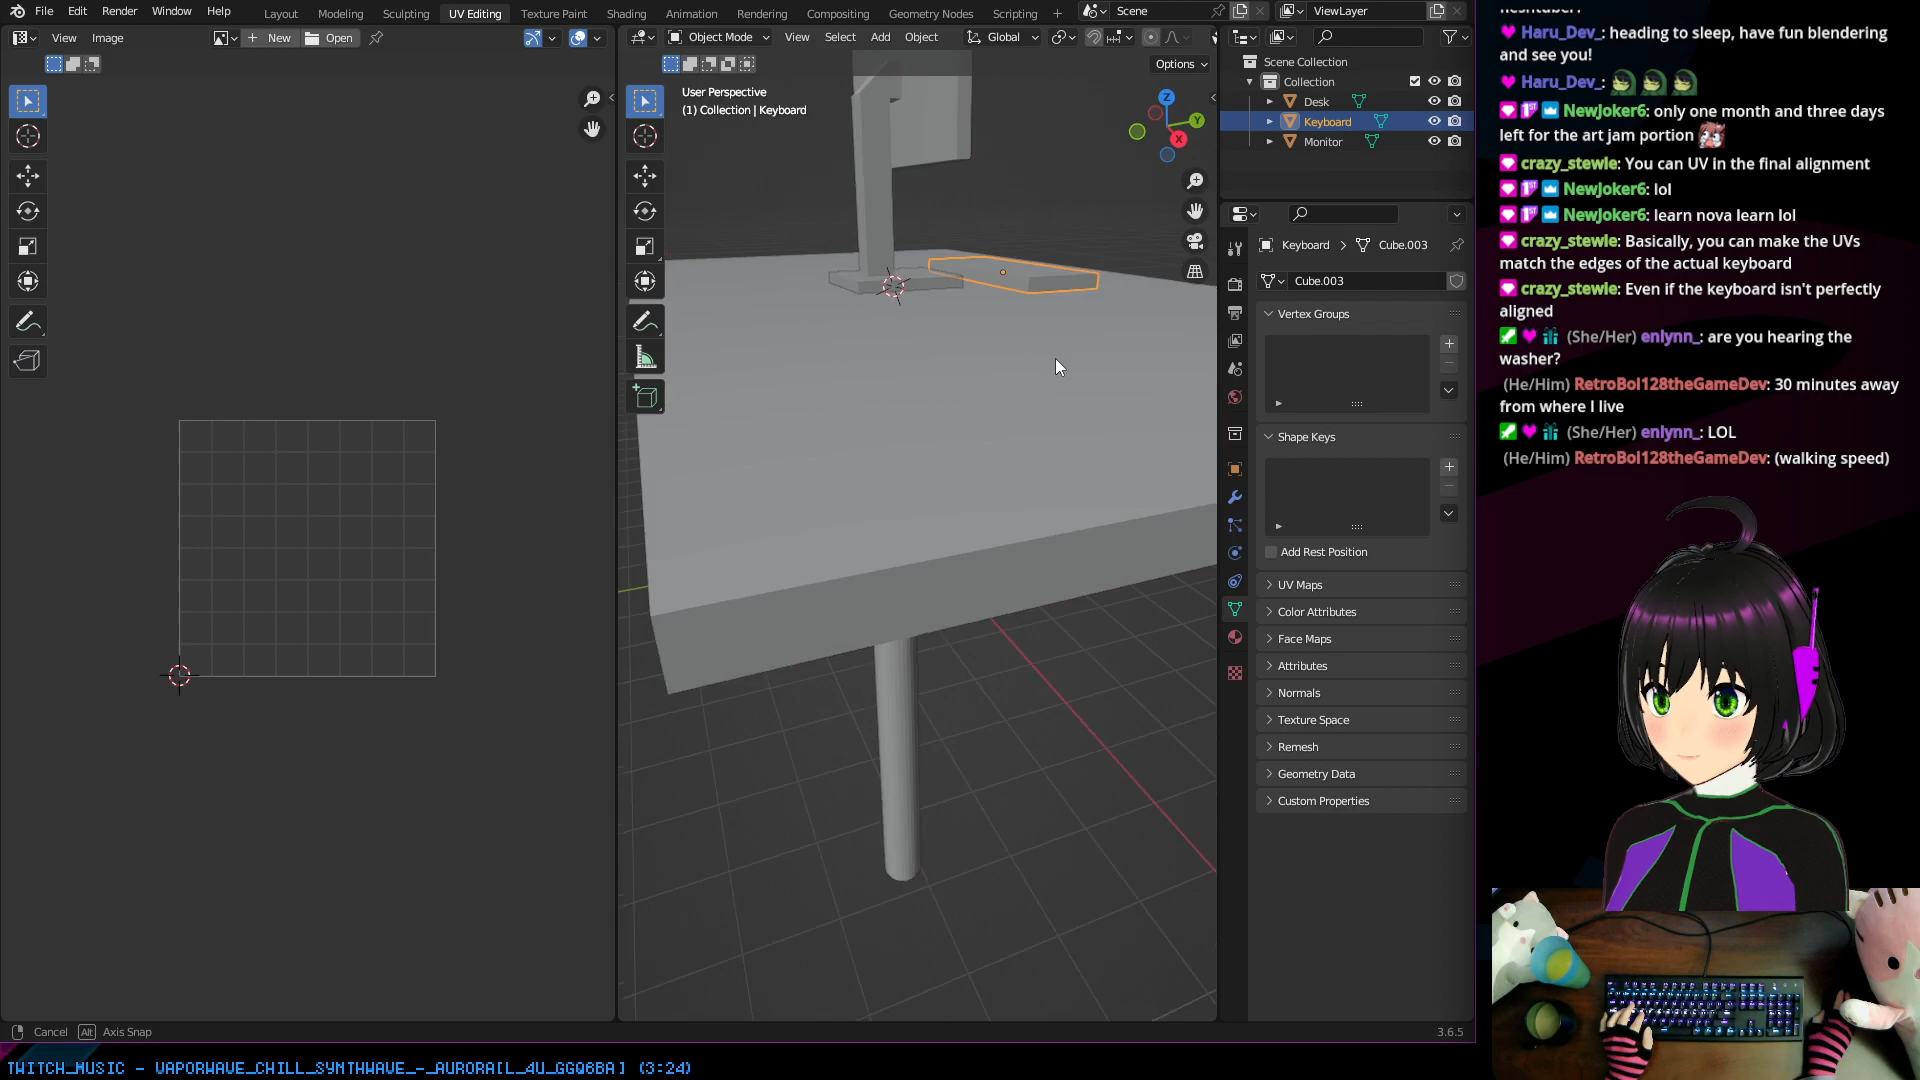 File Edit Render Window Help
Layout Modeling Sculpting UV Editing Texture Paint Shading Animation Rendering Compositing Geometry Nodes Scripting +
Scene ViewLayer
View Image New Open
Object Mode View Select Add Object Global
Options
User Perspective
(1) Collection | Keyboard
Z
Y
X
Scene Collection
Collection
Desk
Keyboard
Monitor
Keyboard > Cube.003
Cube.003
Vertex Groups
Shape Keys
Add Rest Position
UV Maps
Color Attributes
Face Maps
Attributes
Normals
Texture Space
Remesh
Geometry Data
Custom Properties
Cancel Alt Axis Snap
3.6.5
Haru_Dev_: heading to sleep, have fun blendering
and see you!
Haru_Dev_:
NewJoker6: only one month and three days
left for the art jam portion
crazy_stewie: You can UV in the final alignment
NewJoker6: lol
NewJoker6: learn nova learn lol
crazy_stewie: Basically, you can make the UVs
match the edges of the actual keyboard
crazy_stewie: Even if the keyboard isn't perfectly
aligned
(She/Her) enlynn_: are you hearing the
washer?
(He/Him) RetroBol128theGameDev: 30 minutes away
from where I live
(She/Her) enlynn_: LOL
(He/Him) RetroBol128theGameDev: (walking speed)
TWITCH_MUSIC - VAPORWAVE_CHILL_SYNTHWAVE_-_AURORA[L_4U_GGQ6BA] (3:24)